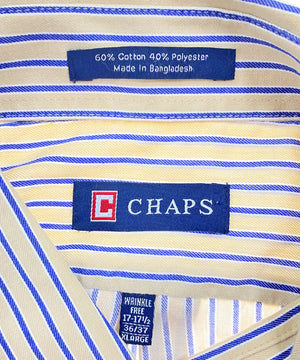 60% Cotton 40% Polyester
Made in Bangladesh
C CHAPS
WRINKLE
FREE
17-17½
36/37
XLARGE